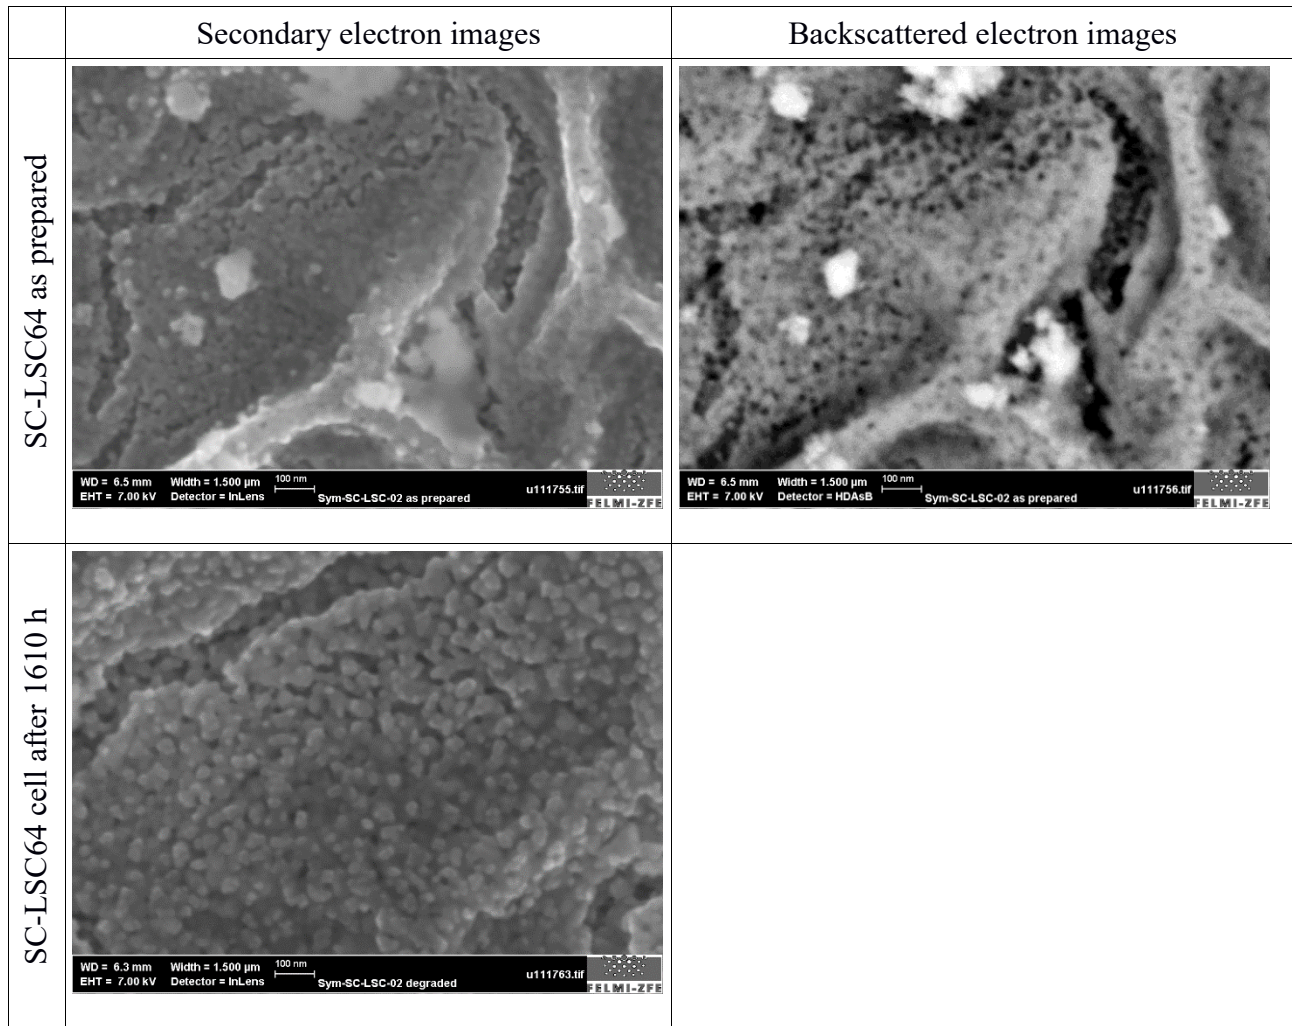 Secondary electron images
Backscattered electron images
SC-LSC64 as prepared
WD = 6.5 mm Width = 1.500 µm 100 nm
EHT = 7.00 kV Detector = InLens Sym-SC-LSC-02 as prepared u111755.tif
FELMI-ZFE
WD = 6.5 mm Width = 1.500 µm 100 nm
EHT = 7.00 kV Detector = HDAsB Sym-SC-LSC-02 as prepared u111756.tif
FELMI-ZFE
SC-LSC64 cell after 1610 h
WD = 6.3 mm Width = 1.500 µm 100 nm
EHT = 7.00 kV Detector = InLens Sym-SC-LSC-02 degraded u111763.tif
FELMI-ZFE